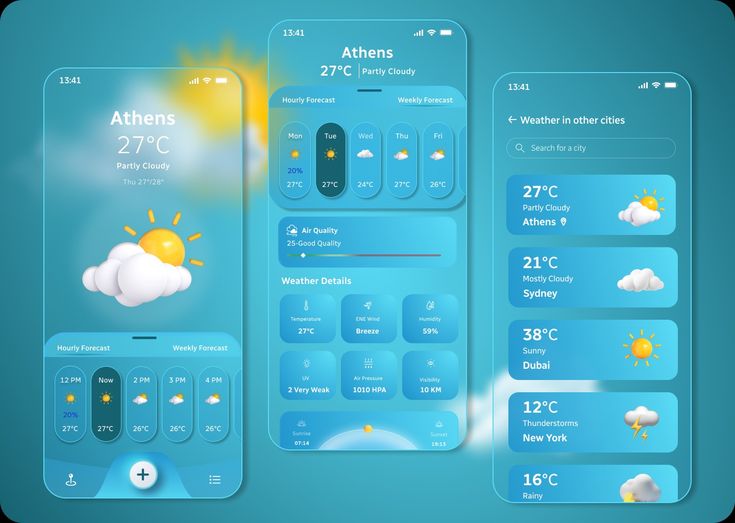 13:41
Athens
27°C
Partly Cloudy
Thu 27°/28°
Hourly Forecast Weekly Forecast
12 PM Now 2 PM 3 PM 4 PM
20%
27°C 27°C 26°C 26°C 26°C
13:41
Athens
27°C Partly Cloudy
Hourly Forecast Weekly Forecast
Mon Tue Wed Thu Fri
20%
27°C 27°C 24°C 27°C 26°C
Air Quality
25-Good Quality
Weather Details
Temperature ENE Wind Humidity
27°C Breeze 59%
UV Air Pressure Visibility
2 Very Weak 1010 HPA 10 KM
Sunrise Sunset
07:14 19:13
13:41
Weather in other cities
Search for a city
27°C
Partly Cloudy
Athens
21°C
Mostly Cloudy
Sydney
38°C
Sunny
Dubai
12°C
Thunderstorms
New York
16°C
Rainy